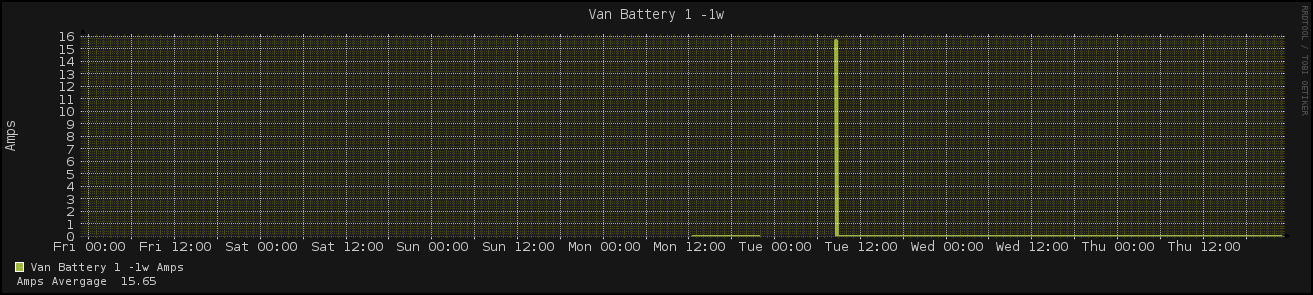 Van Battery 1 -1w
RRDTOOL / TOBI OETIKER
Amps
16
15
14
13
12
11
10
9
8
7
6
5
4
3
2
1
0
Fri 00:00 Fri 12:00 Sat 00:00 Sat 12:00 Sun 00:00 Sun 12:00 Mon 00:00 Mon 12:00 Tue 00:00 Tue 12:00 Wed 00:00 Wed 12:00 Thu 00:00 Thu 12:00
Van Battery 1 -1w Amps
Amps Avergage 15.65